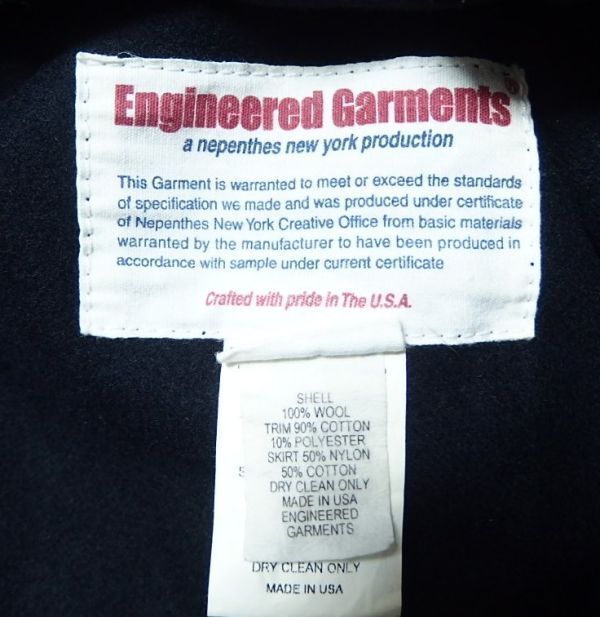 Engineered Garments®
a nepenthes new york production
This Garment is warranted to meet or exceed the standards
of specification we made and was produced under certificate
of Nepenthes New York Creative Office from basic materials
warranted by the manufacturer to have been produced in
accordance with sample under current certificate
Crafted with pride in The U.S.A.
SHELL
100% WOOL
TRIM 90% COTTON
10% POLYESTER
SKIRT 50% NYLON
50% COTTON
DRY CLEAN ONLY
MADE IN USA
ENGINEERED
GARMENTS
DRY CLEAN ONLY
MADE IN USA